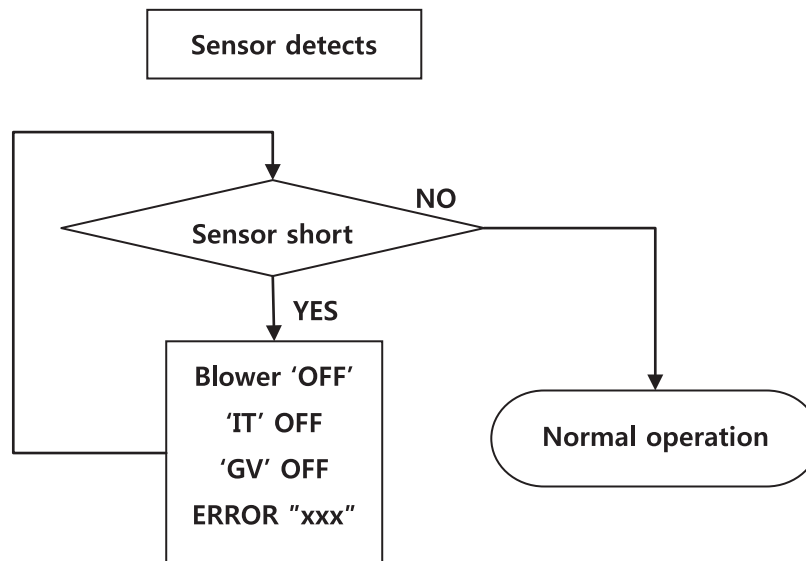 Sensor detects
NO
Sensor short
YES
Blower ‘OFF’
‘IT’ OFF
‘GV’ OFF
ERROR ”xxx”
Normal operation